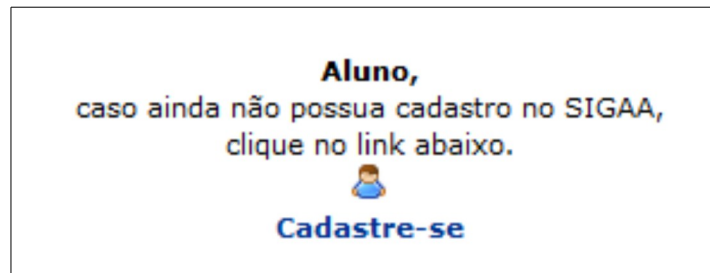 Aluno,
caso ainda não possua cadastro no SIGAA,
clique no link abaixo.
Cadastre-se